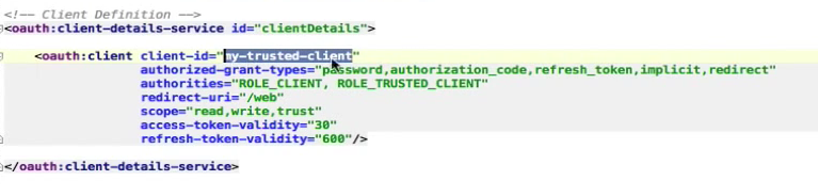 <!-- Client Definition -->
<oauth:client-details-service id="clientDetails">
<oauth:client client-id="my-trusted-client"
authorized-grant-types="password,authorization_code,refresh_token,implicit,redirect"
authorities="ROLE_CLIENT, ROLE_TRUSTED_CLIENT"
redirect-uri="/web"
scope="read,write,trust"
access-token-validity="30"
refresh-token-validity="600"/>
</oauth:client-details-service>